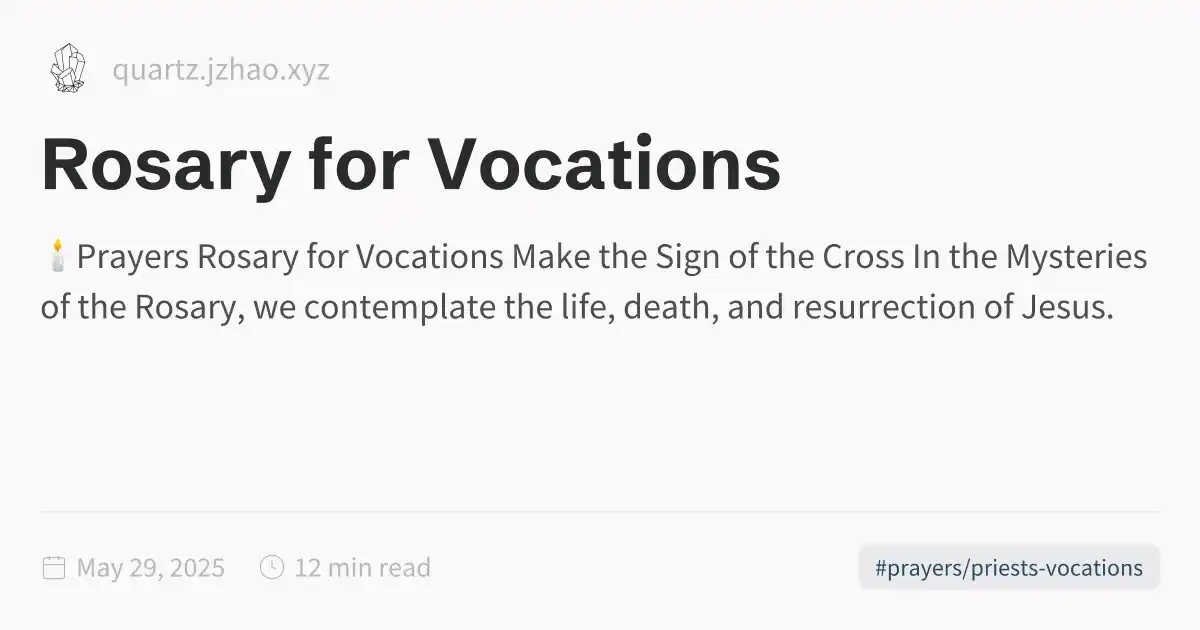 quartz.jzhao.xyz
Rosary for Vocations
🕯️Prayers Rosary for Vocations Make the Sign of the Cross In the Mysteries
of the Rosary, we contemplate the life, death, and resurrection of Jesus.
May 29, 2025 12 min read #prayers/priests-vocations